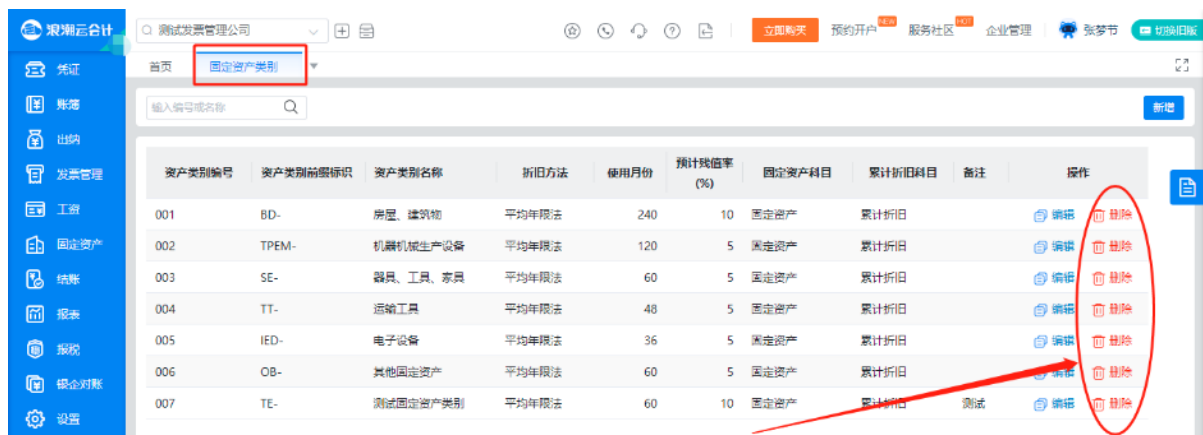 浪潮云会计
测试发票管理公司
立即购买 预约开户 NEW 服务社区 HOT 企业管理 张梦节 切换旧版
凭证
账簿
出纳
发票管理
工资
固定资产
结账
报表
报税
银企对账
设置
首页 固定资产类别
输入编号或名称
新增
资产类别编号 资产类别前缀标识 资产类别名称 折旧方法 使用月份 预计残值率(%) 固定资产科目 累计折旧科目 备注 操作
001 BD- 房屋、建筑物 平均年限法 240 10 固定资产 累计折旧 编辑 删除
002 TPEM- 机器机械生产设备 平均年限法 120 5 固定资产 累计折旧 编辑 删除
003 SE- 器具、工具、家具 平均年限法 60 5 固定资产 累计折旧 编辑 删除
004 TT- 运输工具 平均年限法 48 5 固定资产 累计折旧 编辑 删除
005 IED- 电子设备 平均年限法 36 5 固定资产 累计折旧 编辑 删除
006 OB- 其他固定资产 平均年限法 60 5 固定资产 累计折旧 编辑 删除
007 TE- 测试固定资产类别 平均年限法 60 10 固定资产 累计折旧 测试 编辑 删除